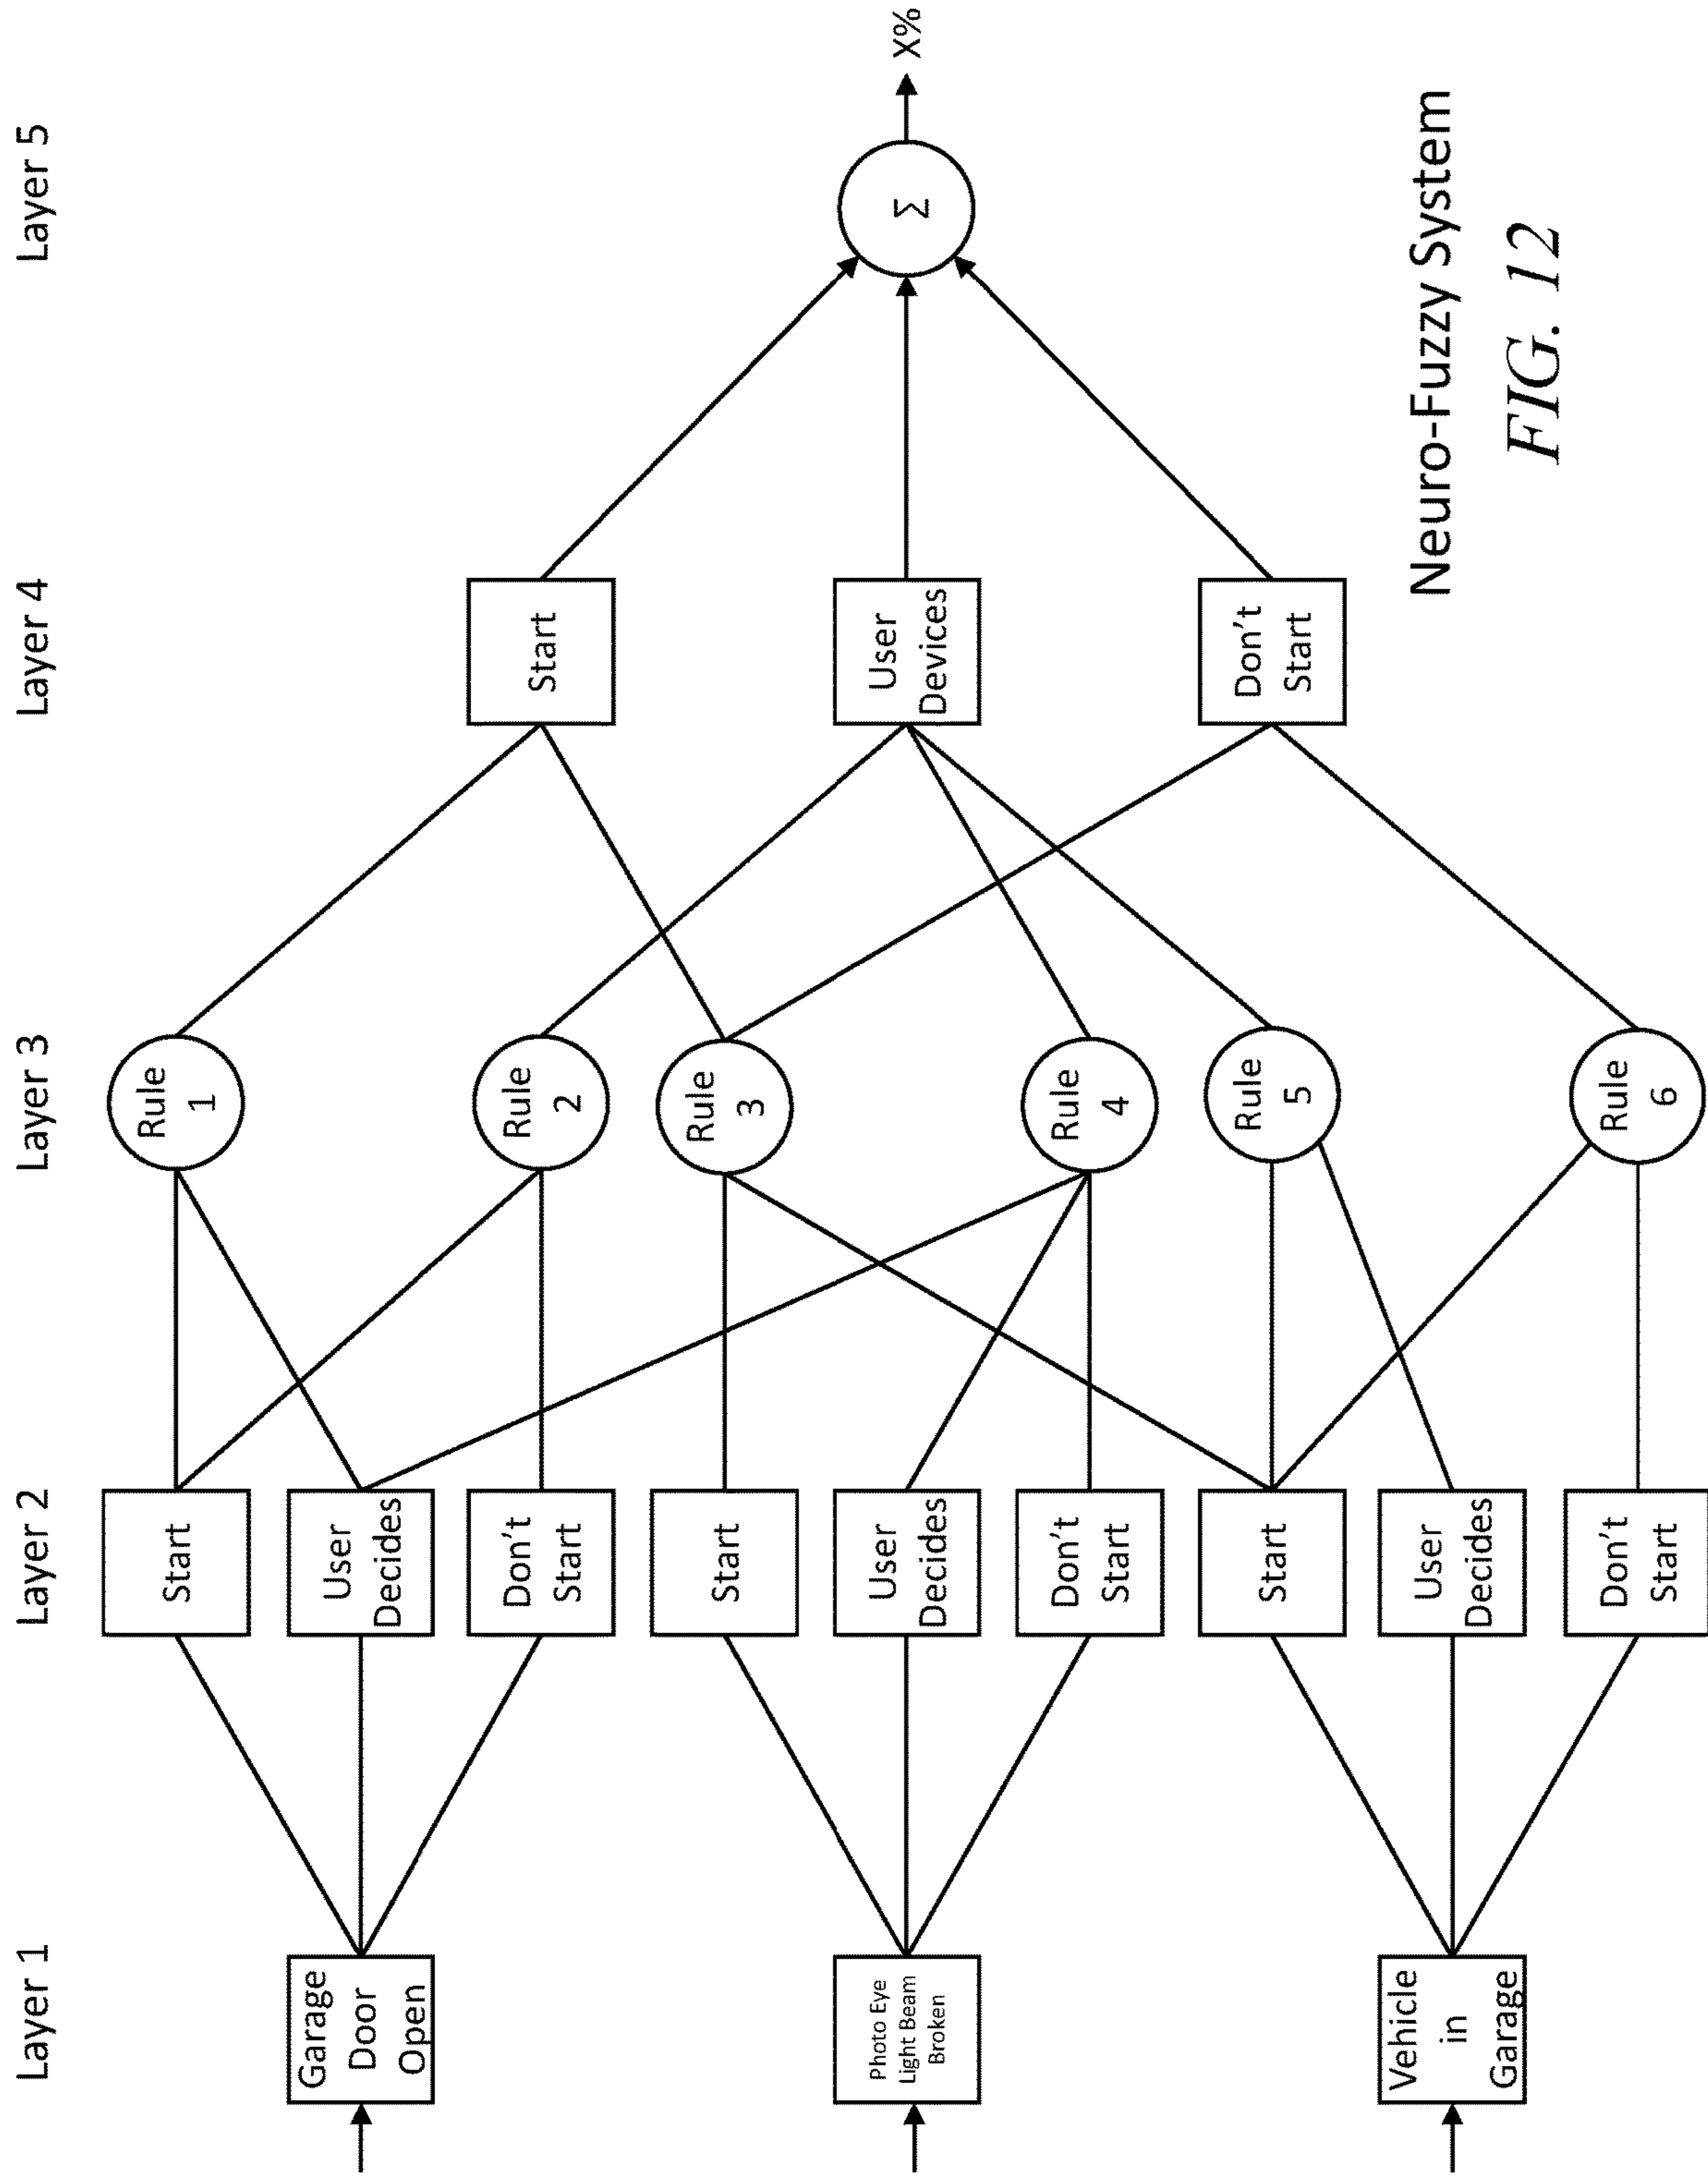 Layer 1
Layer 2
Layer 3
Layer 4
Layer 5
Garage
Door
Open
Photo Eye
Light Beam
Broken
Vehicle
in
Garage
Start
User
Decides
Don't
Start
Start
User
Decides
Don't
Start
Start
User
Decides
Don't
Start
Rule
1
Rule
2
Rule
3
Rule
4
Rule
5
Rule
6
Start
User
Devices
Don't
Start
Σ
X%
Neuro-Fuzzy System
FIG. 12